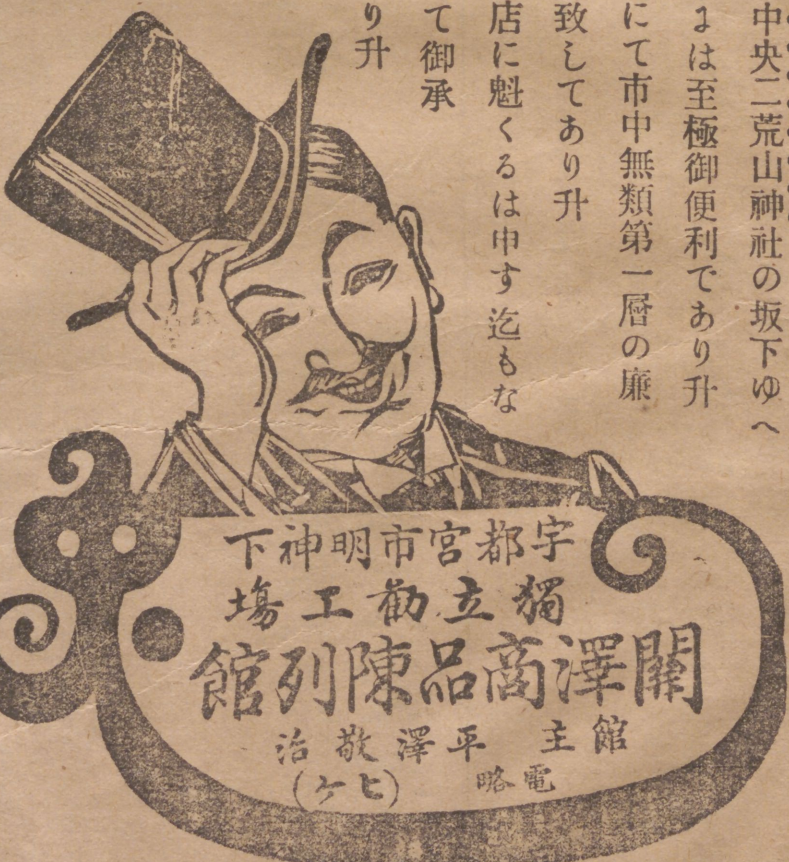 中央二荒山神社の坂下ゆへ
は至極御便利であり升
にて市中無類第一層の廉
致してあり升
店に魁くるは申す迄もな
て御承
り升
宇都宮市明神下
獨立勧工塲
關澤商品陳列館
館主 平澤敬治
電略 (ヒケ)